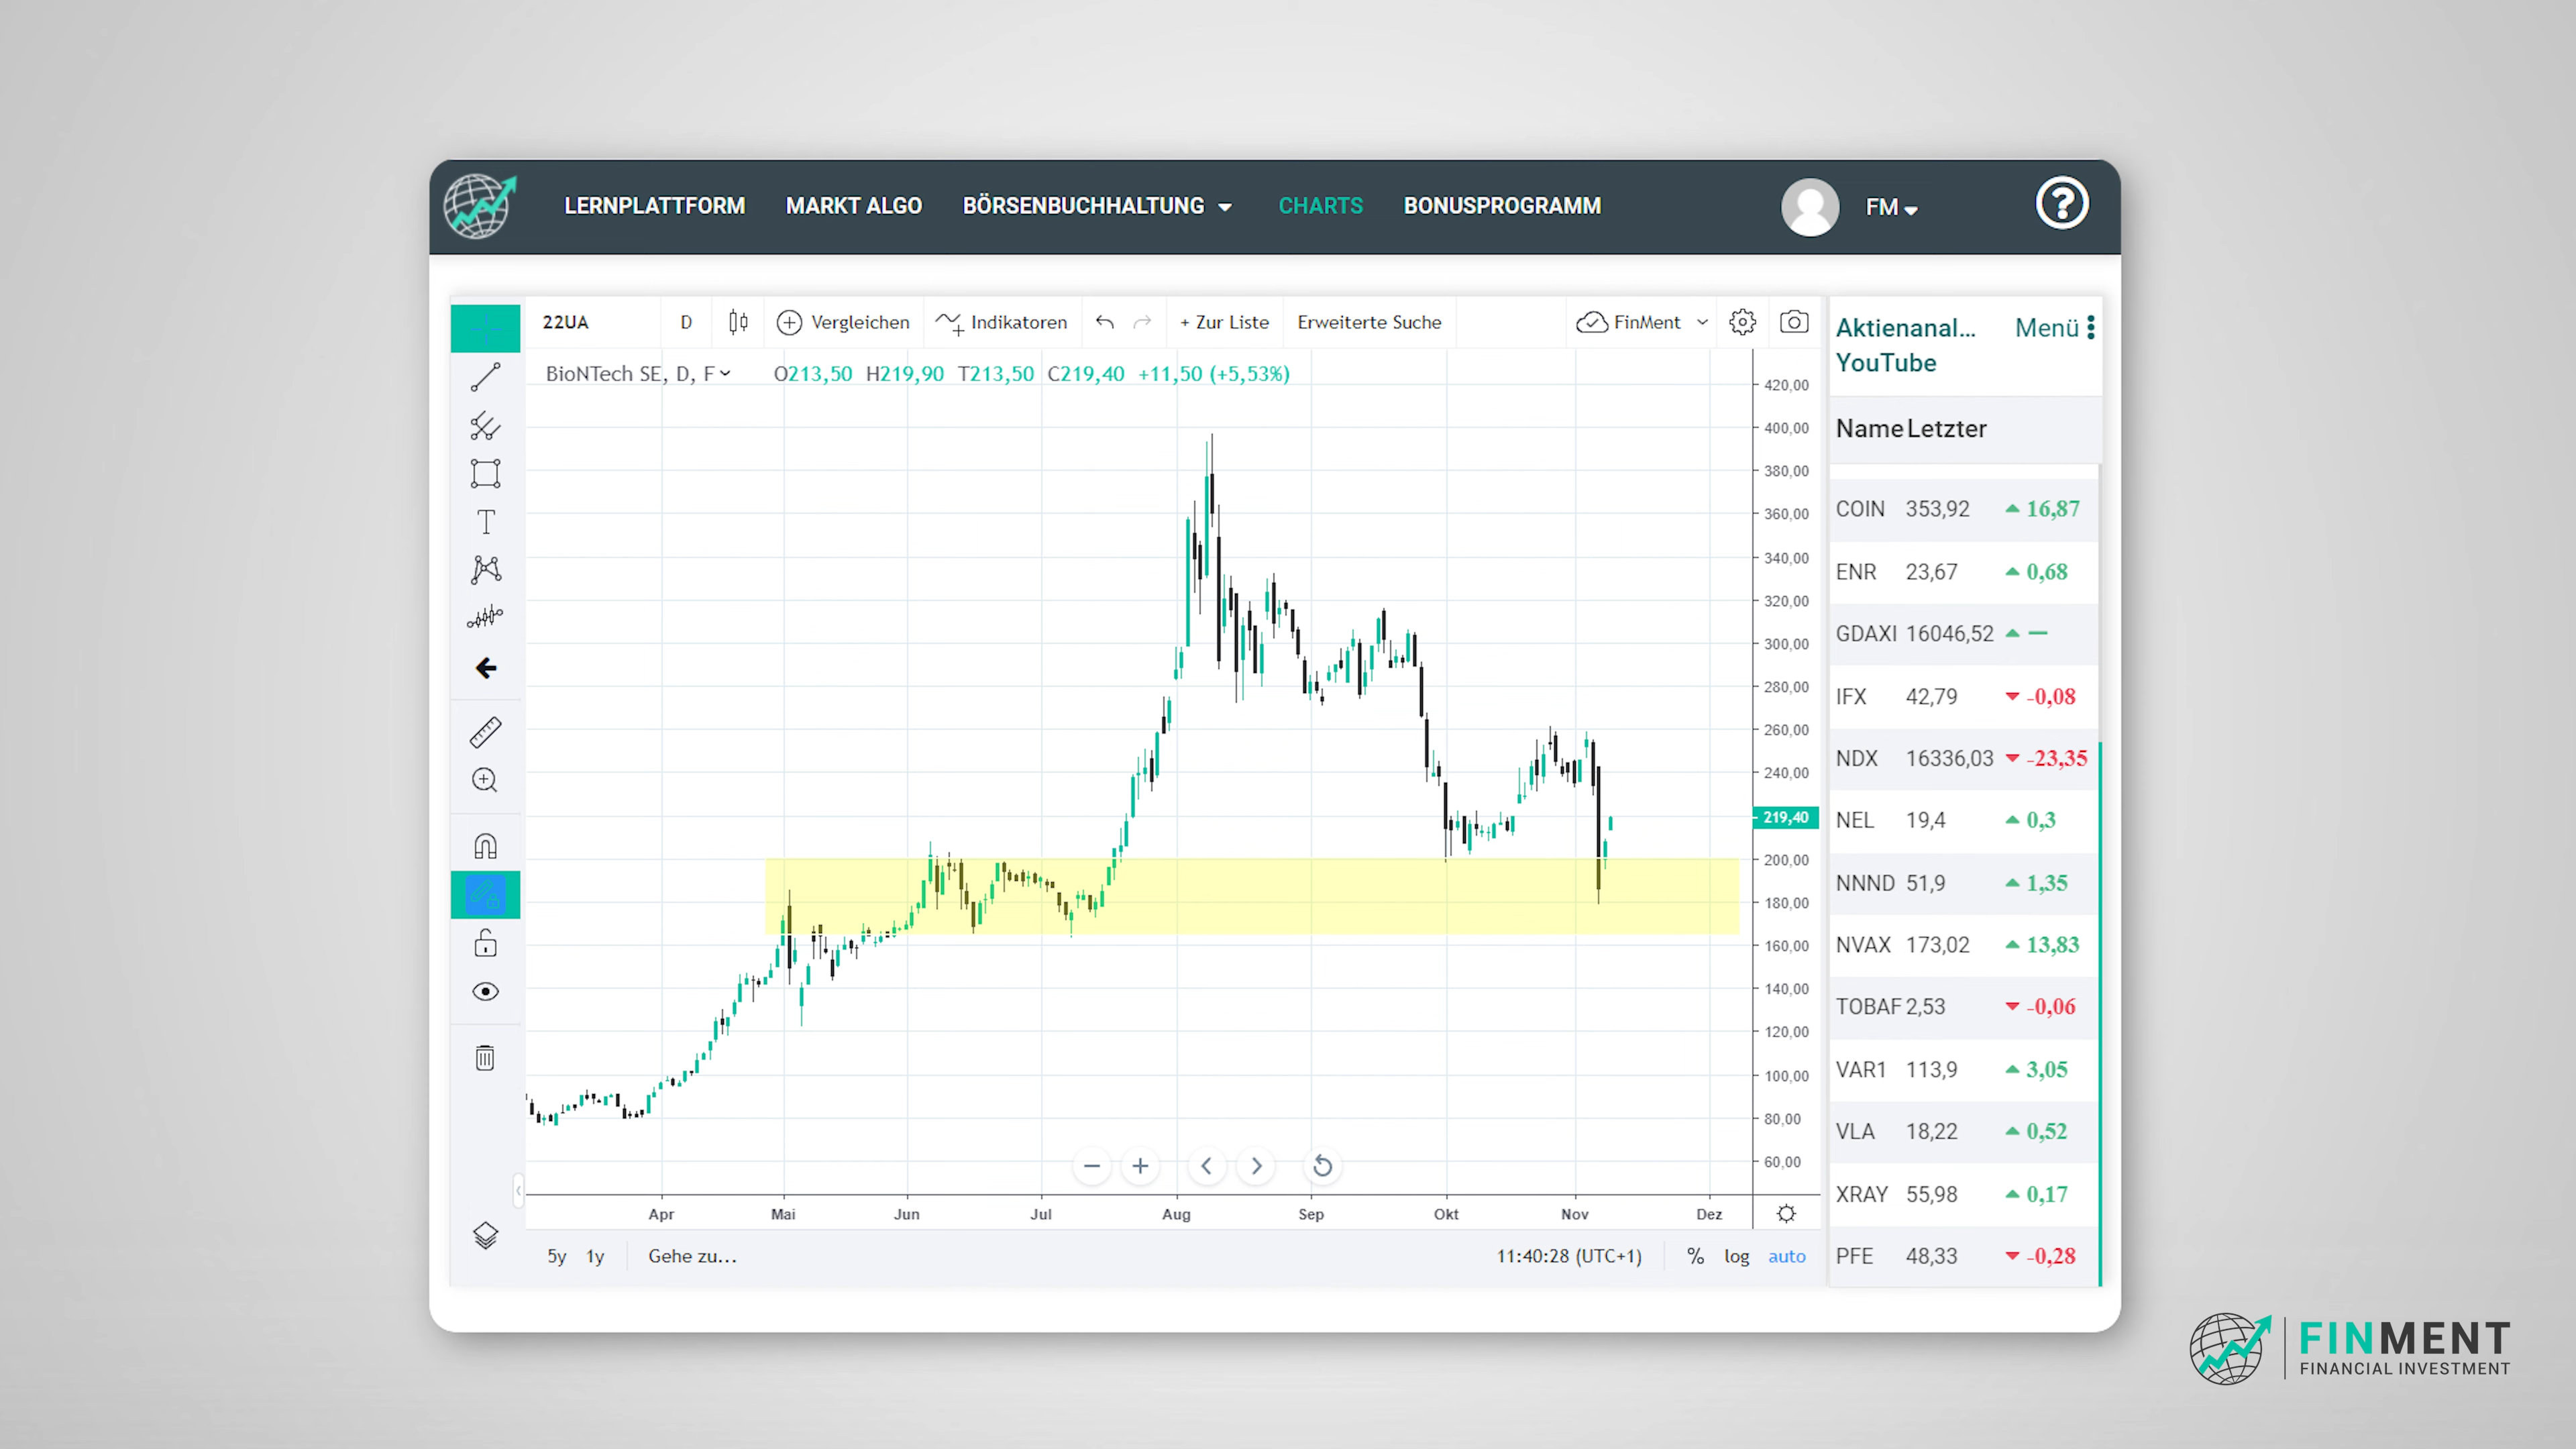 LERNPLATTFORM MARKT ALGO BÖRSENBUCHHALTUNG CHARTS BONUSPROGRAMM FM ?
22UA D Vergleichen Indikatoren + Zur Liste Erweiterte Suche FinMent
BioNTech SE, D, F O213,50 H219,90 T213,50 C219,40 +11,50 (+5,53%)
T
420,00
400,00
380,00
360,00
340,00
320,00
300,00
280,00
260,00
240,00
219,40
200,00
180,00
160,00
140,00
120,00
100,00
80,00
60,00
Apr Mai Jun Jul Aug Sep Okt Nov Dez
5y 1y Gehe zu... 11:40:28 (UTC+1) % log auto
Aktienanal... Menü
YouTube
Name Letzter
COIN 353,92 16,87
ENR 23,67 0,68
GDAXI 16046,52 —
IFX 42,79 -0,08
NDX 16336,03 -23,35
NEL 19,4 0,3
NNND 51,9 1,35
NVAX 173,02 13,83
TOBAF 2,53 -0,06
VAR1 113,9 3,05
VLA 18,22 0,52
XRAY 55,98 0,17
PFE 48,33 -0,28
FINMENT
FINANCIAL INVESTMENT